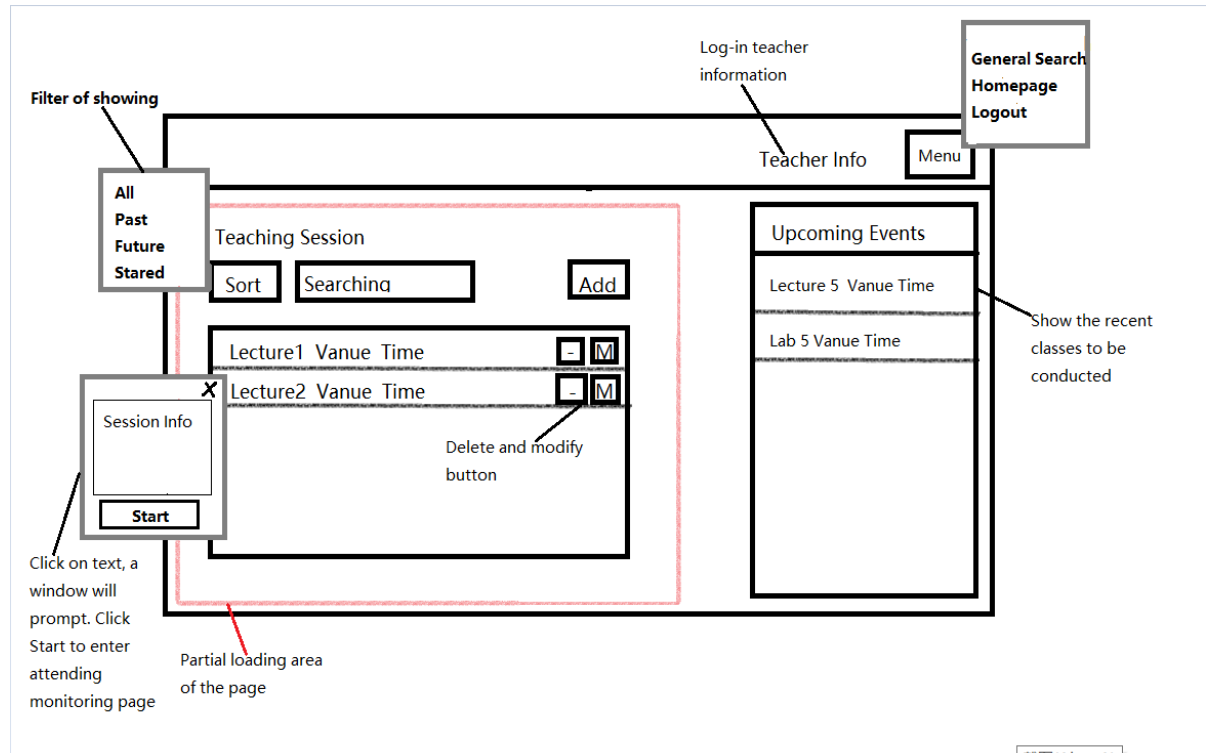 Log-in teacher
information
General Search
Homepage
Logout
Filter of showing
Teacher Info
Menu
All
Past
Future
Stared
Teaching Session
Sort
Searching
Add
Upcoming Events
Lecture 5 Vanue Time
Lab 5 Vanue Time
Show the recent
classes to be
conducted
Lecture1 Vanue Time
- M
Lecture2 Vanue Time
- M
X
Session Info
Start
Delete and modify
button
Click on text, a
window will
prompt. Click
Start to enter
attending
monitoring page
Partial loading area
of the page